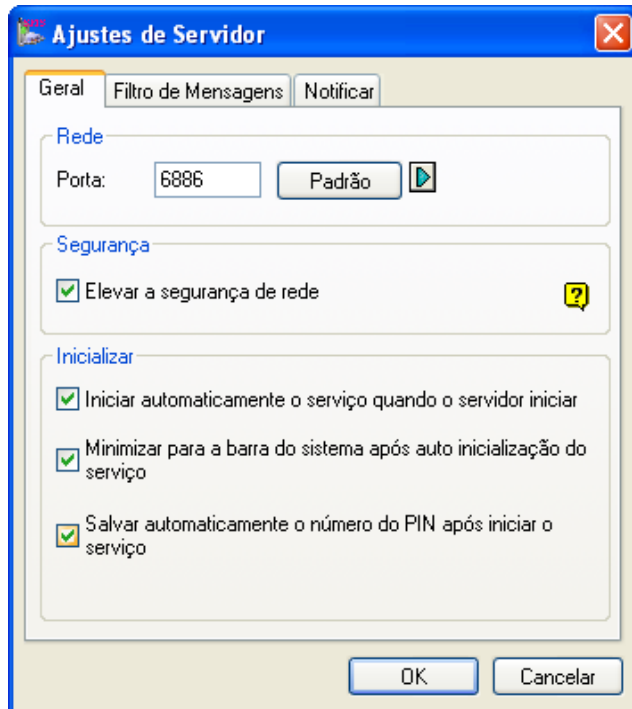 Ajustes de Servidor
Geral
Filtro de Mensagens
Notificar
Rede
Porta:
6886
Padrão
Segurança
Elevar a segurança de rede
Inicializar
Iniciar automaticamente o serviço quando o servidor iniciar
Minimizar para a barra do sistema após auto inicialização do
serviço
Salvar automaticamente o número do PIN após iniciar o
serviço
OK
Cancelar